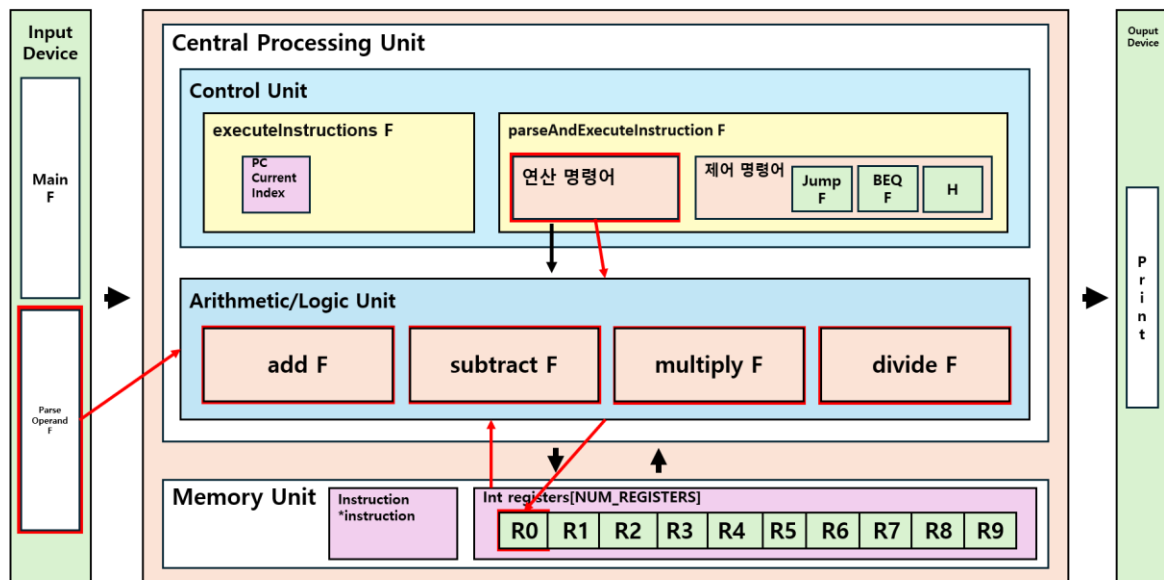 Input
Device
Main
F
Parse
Operand
F
Central Processing Unit
Control Unit
executeInstructions F
PC
Current
Index
parseAndExecuteInstruction F
연산 명령어
제어 명령어
Jump
F
BEQ
F
H
Arithmetic/Logic Unit
add F
subtract F
multiply F
divide F
Memory Unit
Instruction
*instruction
Int registers[NUM_REGISTERS]
R0 R1 R2 R3 R4 R5 R6 R7 R8 R9
Ouput
Device
P
r
i
n
t